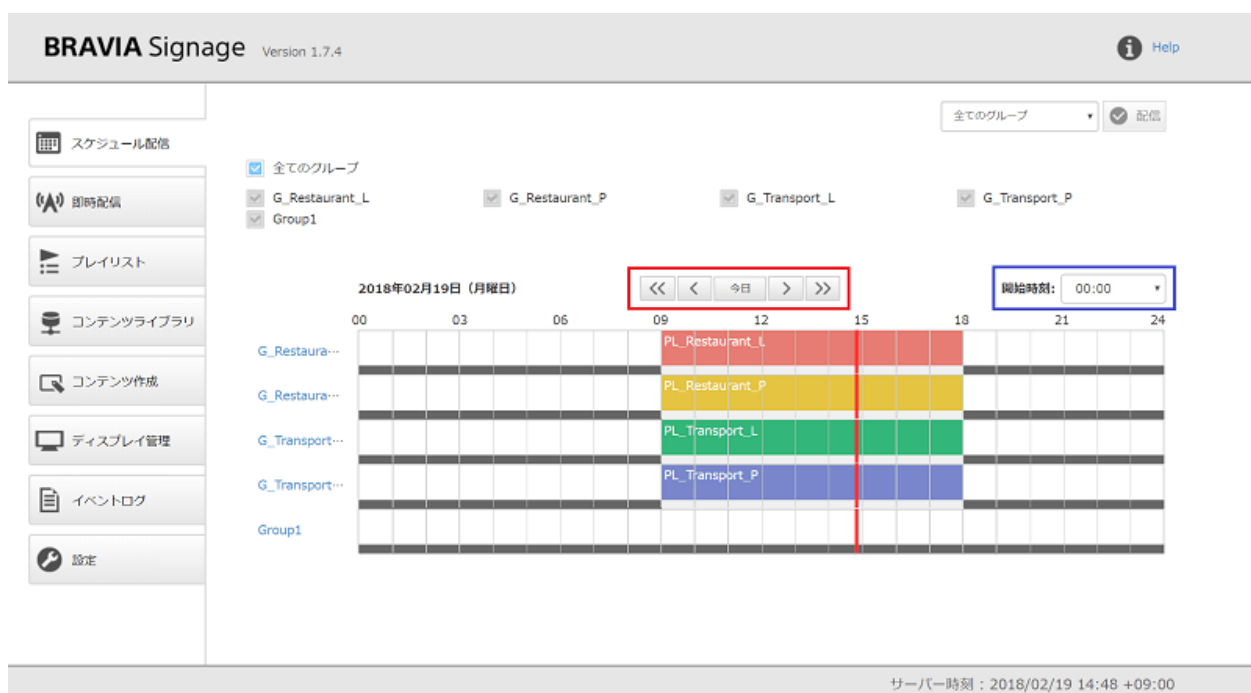 BRAVIA Signage Version 1.7.4
Help
全てのグループ
配信
スケジュール配信
即時配信
プレイリスト
コンテンツライブラリ
コンテンツ作成
ディスプレイ管理
イベントログ
設定
全てのグループ
G_Restaurant_L G_Restaurant_P G_Transport_L G_Transport_P
Group1
2018年02月19日（月曜日） << < 今日 > >> 開始時刻: 00:00
00 03 06 09 12 15 18 21 24
G_Restaura… PL_Restaurant_L
G_Restaura… PL_Restaurant_P
G_Transport… PL_Transport_L
G_Transport… PL_Transport_P
Group1
サーバー時刻：2018/02/19 14:48 +09:00